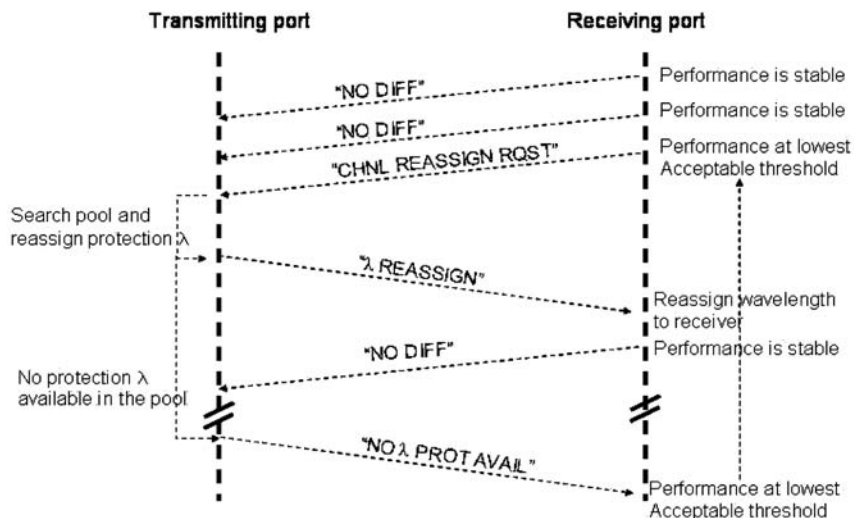 Transmitting port
Receiving port
Performance is stable
"NO DIFF"
Performance is stable
"NO DIFF"
Performance at lowest
Acceptable threshold
"CHNL REASSIGN RQST"
Search pool and
reassign protection λ
"λ REASSIGN"
Reassign wavelength
to receiver
Performance is stable
"NO DIFF"
No protection λ
available in the pool
"NO λ PROT AVAIL"
Performance at lowest
Acceptable threshold